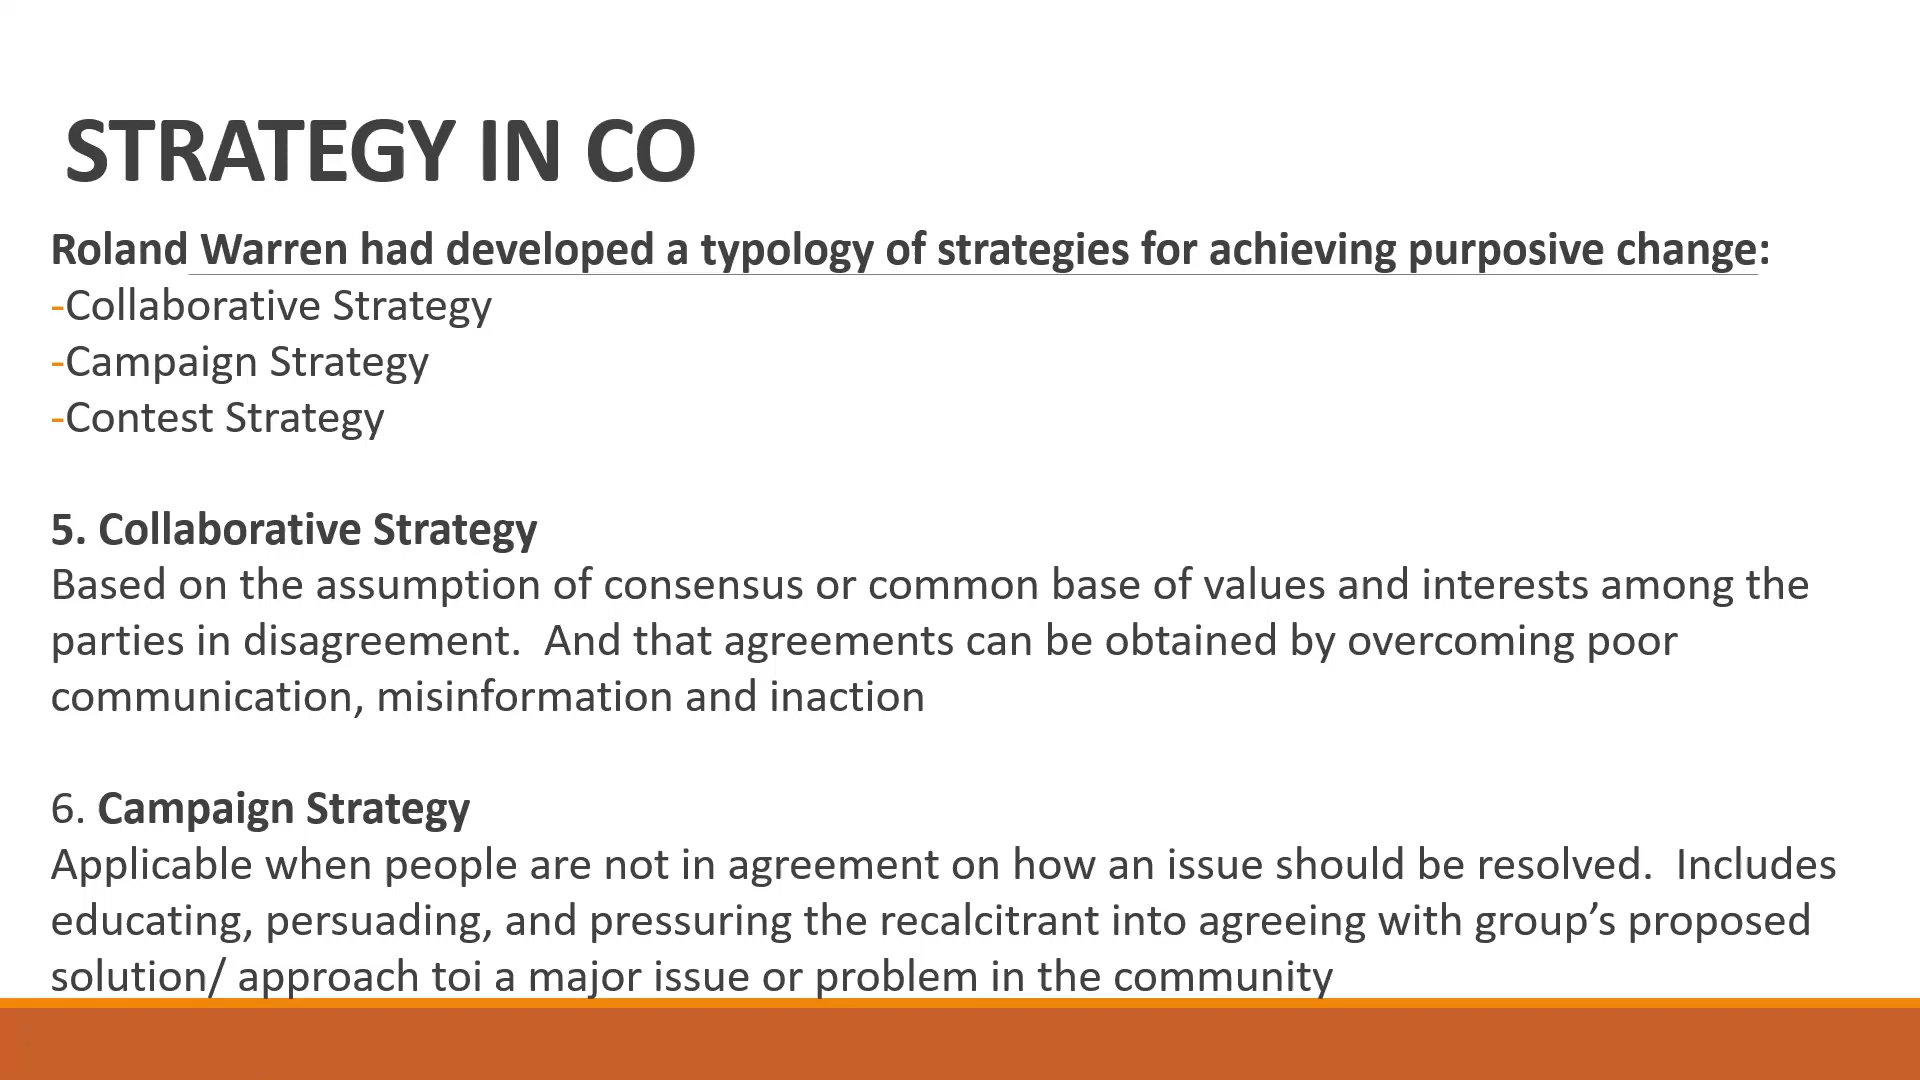 STRATEGY IN CO
Roland Warren had developed a typology of strategies for achieving purposive change:
-Collaborative Strategy
-Campaign Strategy
-Contest Strategy
5. Collaborative Strategy
Based on the assumption of consensus or common base of values and interests among the
parties in disagreement.  And that agreements can be obtained by overcoming poor
communication, misinformation and inaction
6. Campaign Strategy
Applicable when people are not in agreement on how an issue should be resolved.  Includes
educating, persuading, and pressuring the recalcitrant into agreeing with group’s proposed
solution/ approach toi a major issue or problem in the community